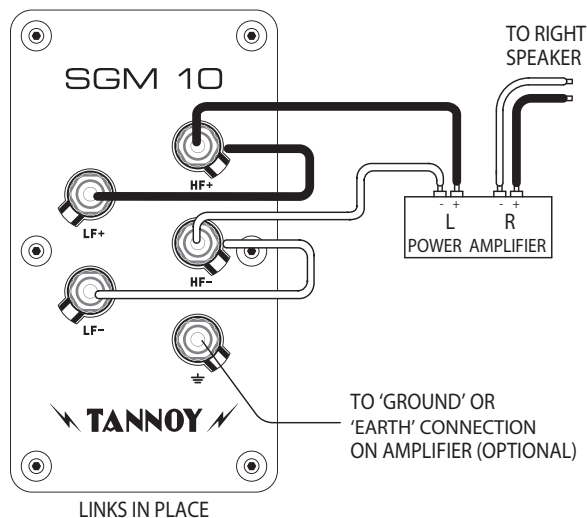 TO RIGHT
SPEAKER
SGM 10
HF+
LF+
- + - +
L R
POWER AMPLIFIER
HF-
LF-
TANNOY
TO ‘GROUND’ OR
‘EARTH’ CONNECTION
ON AMPLIFIER (OPTIONAL)
LINKS IN PLACE